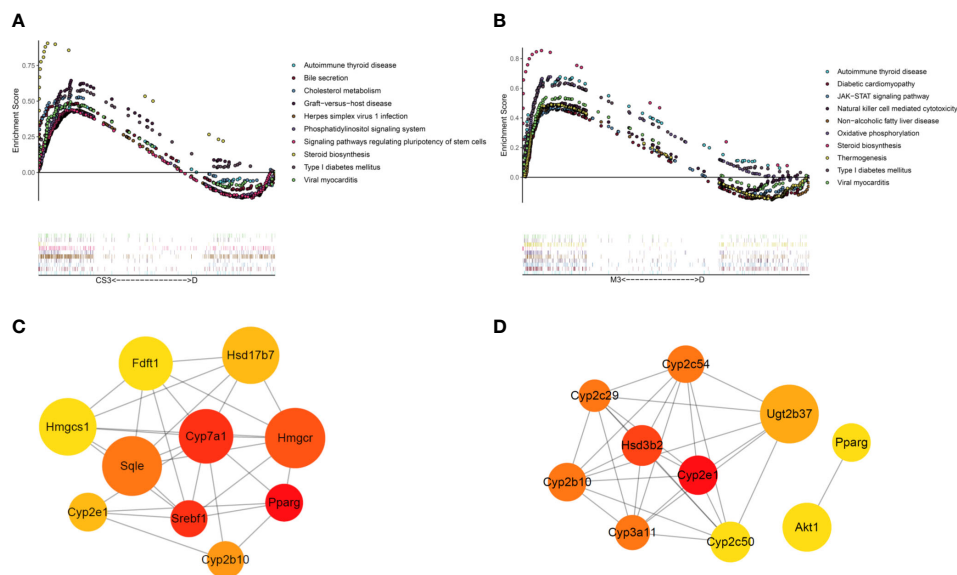 A
Enrichment Score
0.75
0.50
0.25
0.00
Autoimmune thyroid disease
Bile secretion
Cholesterol metabolism
Graft−versus−host disease
Herpes simplex virus 1 infection
Phosphatidylinositol signaling system
Signaling pathways regulating pluripotency of stem cells
Steroid biosynthesis
Type I diabetes mellitus
Viral myocarditis
CS3<−−−−−−−−−−−−−−−>D
B
Enrichment Score
0.8
0.6
0.4
0.2
0.0
Autoimmune thyroid disease
Diabetic cardiomyopathy
JAK−STAT signaling pathway
Natural killer cell mediated cytotoxicity
Non−alcoholic fatty liver disease
Oxidative phosphorylation
Steroid biosynthesis
Thermogenesis
Type I diabetes mellitus
Viral myocarditis
M3<−−−−−−−−−−−−−−−>D
C
Fdft1
Hsd17b7
Hmgcs1
Cyp7a1
Hmgcr
Sqle
Cyp2e1
Srebf1
Pparg
Cyp2b10
D
Cyp2c54
Cyp2c29
Ugt2b37
Hsd3b2
Pparg
Cyp2b10
Cyp2e1
Cyp3a11
Cyp2c50
Akt1